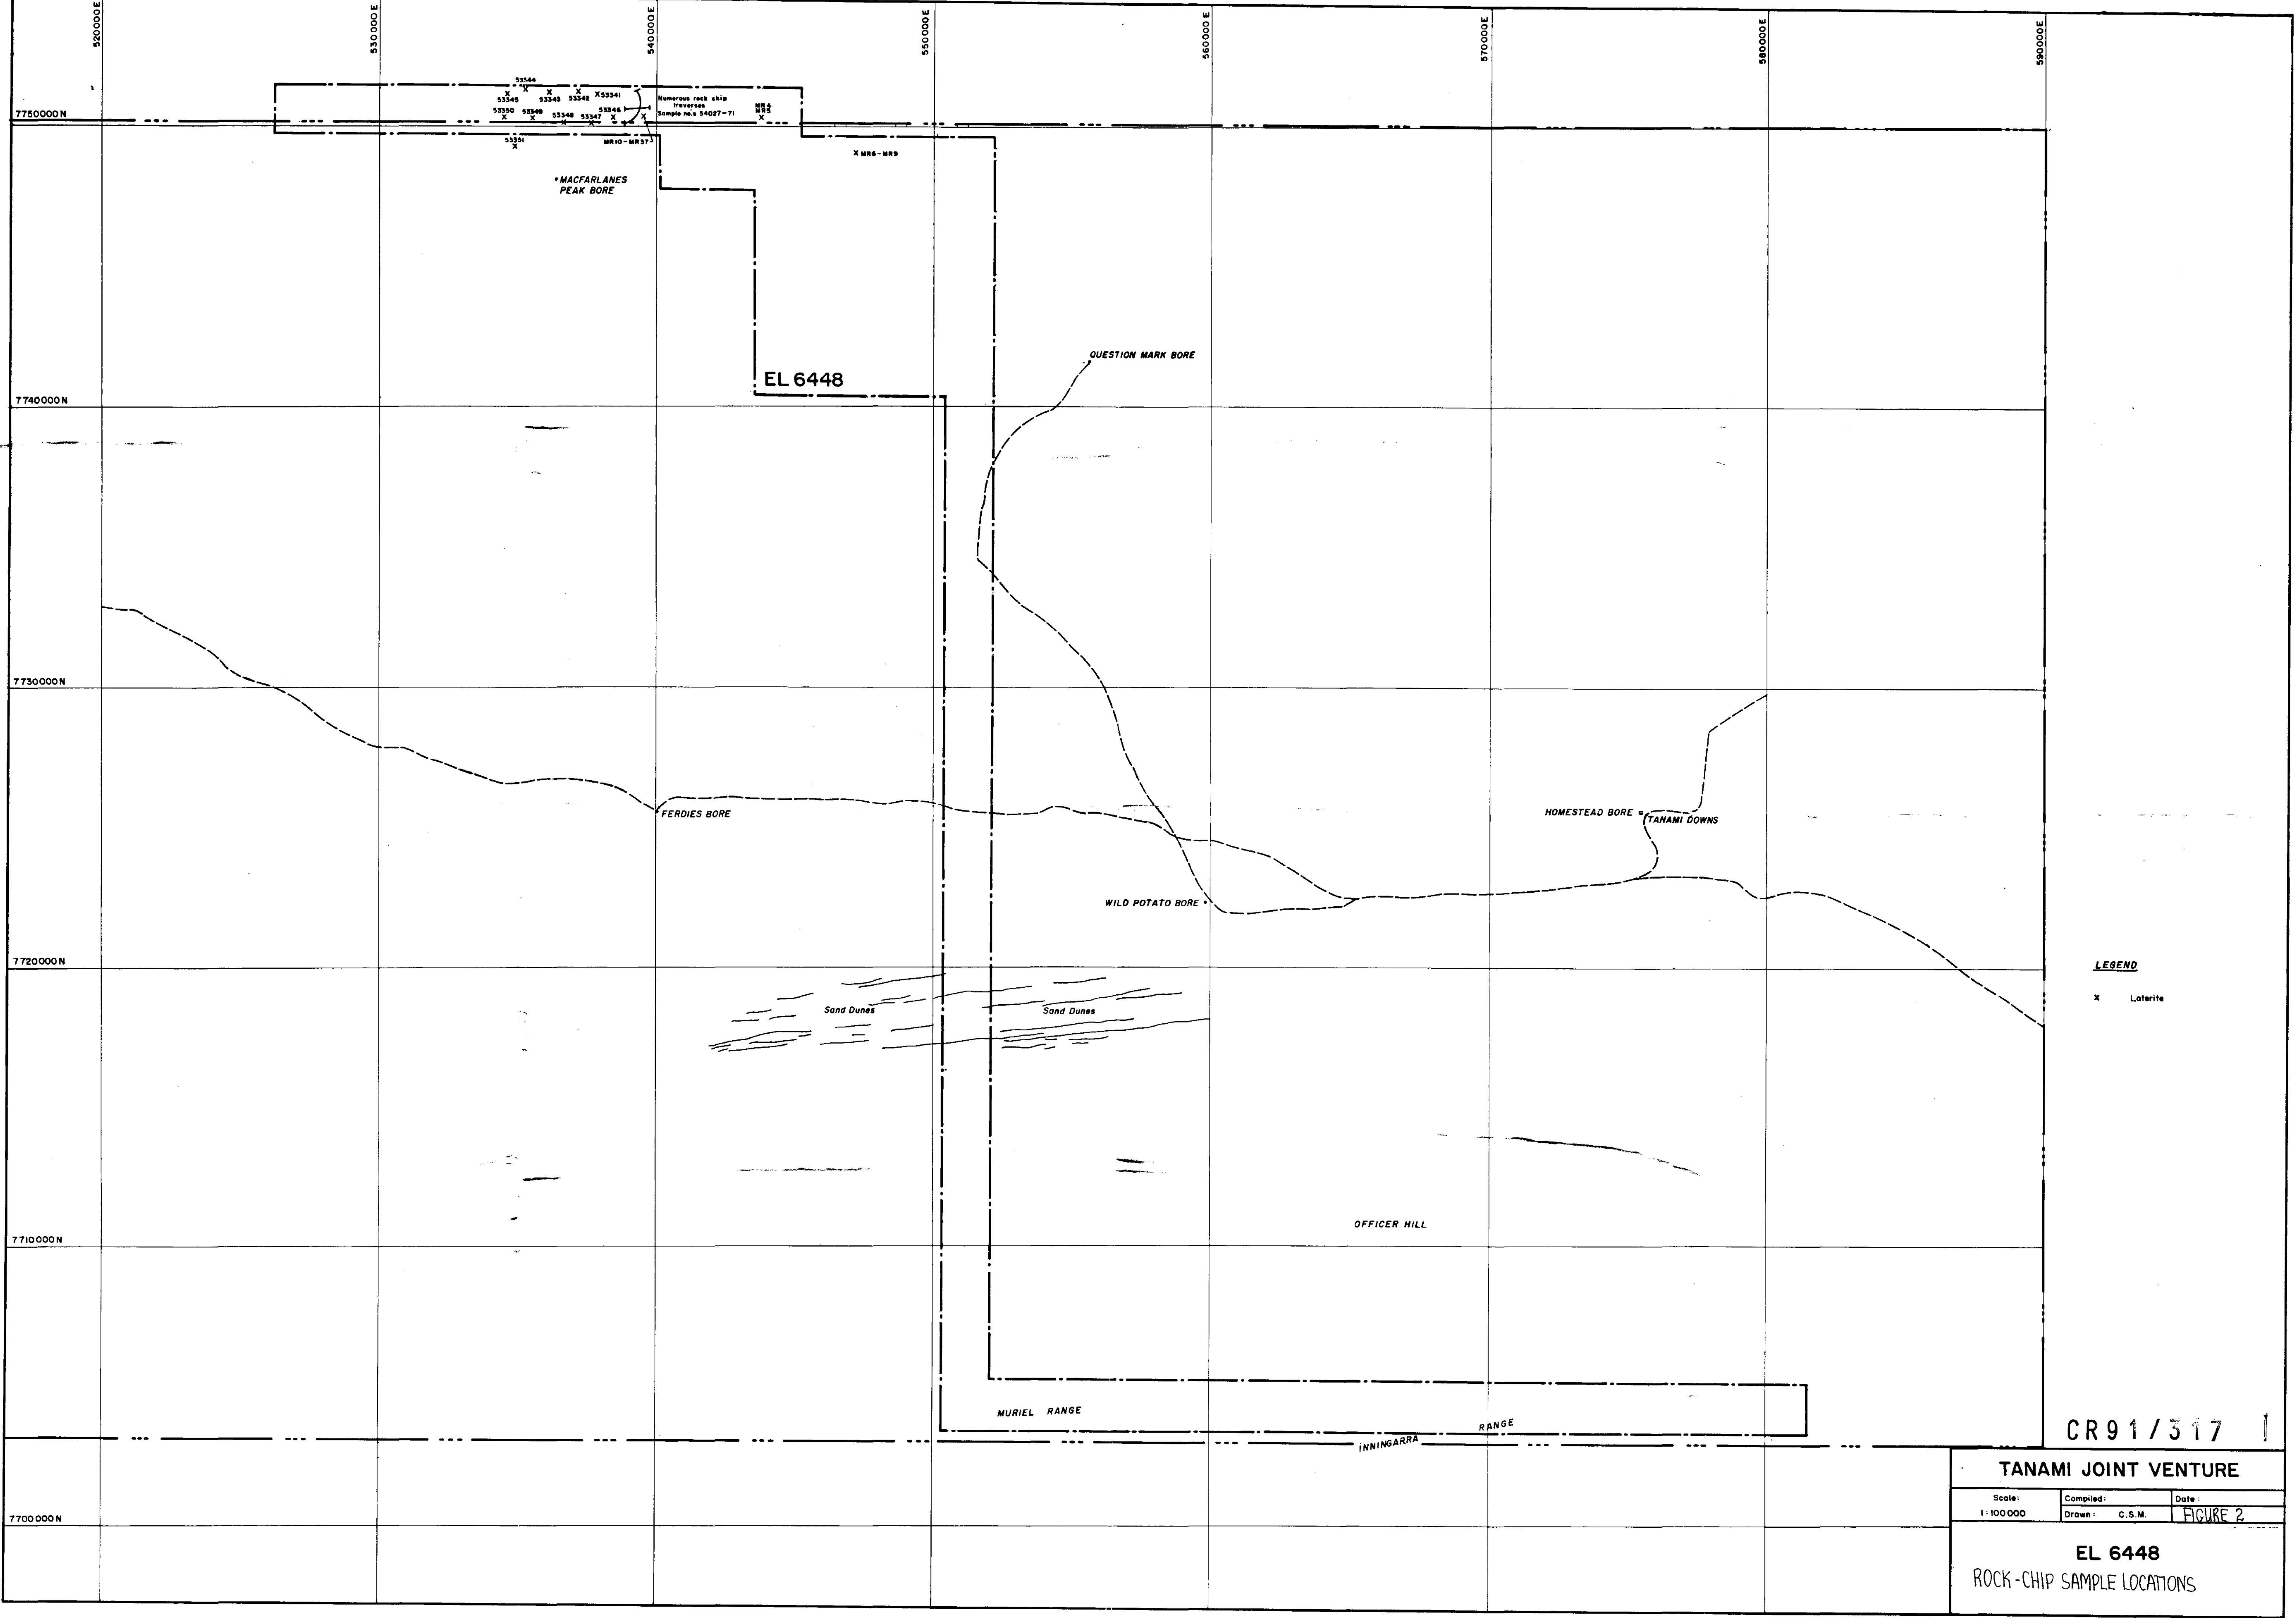 520000E
530000E
540000E
550000E
560000E
570000E
580000E
590000E
53344
53345
53343
53342
53341
Numerous rock chip
traverses
Sample no.s 54027-71
MR4
MR5
7750000N
53350
53349
53348
53347
53346
53351
MR10-MR37
MR6-MR9
MACFARLANES
PEAK BORE
QUESTION MARK BORE
EL 6448
7740000N
7730000N
FERDIES BORE
HOMESTEAD BORE
TANAMI DOWNS
WILD POTATO BORE
7720000N
LEGEND
x Laterite
Sand Dunes
Sand Dunes
OFFICER HILL
7710000N
MURIEL RANGE
INNINGARRA RANGE
CR91/317
TANAMI JOINT VENTURE
Scale:
1:100000
Compiled:
Date:
Drawn: C.S.M.
FIGURE 2
7700000N
EL 6448
ROCK-CHIP SAMPLE LOCATIONS